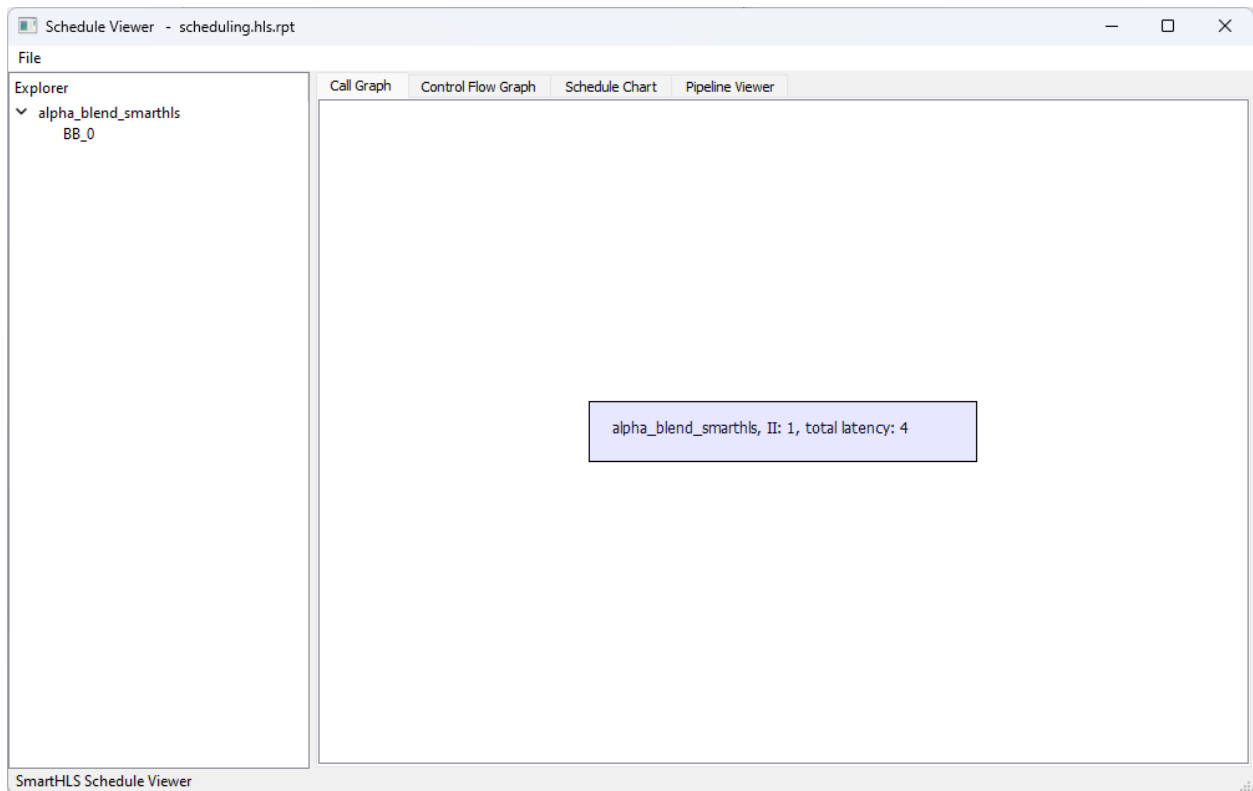 Schedule Viewer - scheduling.hls.rpt
File
Explorer
alpha_blend_smarthls
BB_0
Call Graph
Control Flow Graph
Schedule Chart
Pipeline Viewer
alpha_blend_smarthls, II: 1, total latency: 4
SmartHLS Schedule Viewer